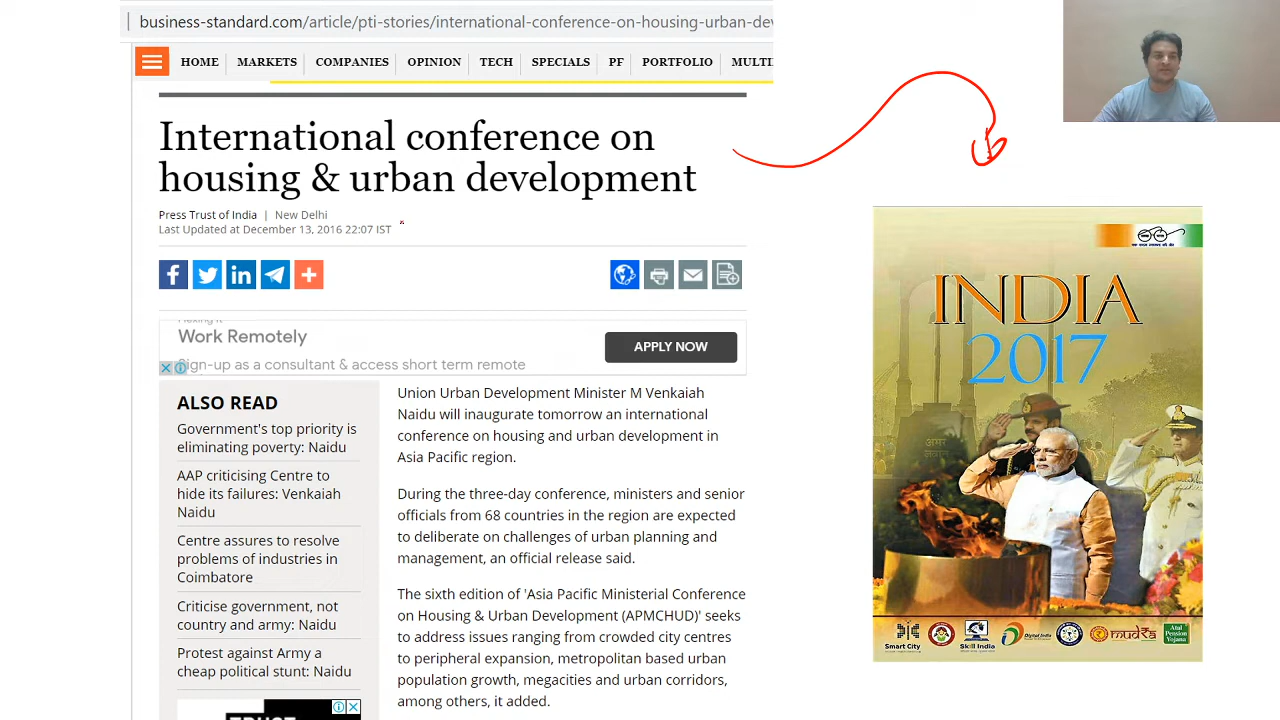 business-standard.com/article/pti-stories/international-conference-on-housing-urban-de
HOME MARKETS COMPANIES OPINION TECH SPECIALS PF PORTFOLIO MULTI
International conference on
housing & urban development
Press Trust of India | New Delhi
Last Updated at December 13, 2016 22:07 IST
Work Remotely
Sign-up as a consultant & access short term remote
APPLY NOW
ALSO READ
Government's top priority is
eliminating poverty: Naidu
AAP criticising Centre to
hide its failures: Venkaiah
Naidu
Centre assures to resolve
problems of industries in
Coimbatore
Criticise government, not
country and army: Naidu
Protest against Army a
cheap political stunt: Naidu
Union Urban Development Minister M Venkaiah
Naidu will inaugurate tomorrow an international
conference on housing and urban development in
Asia Pacific region.
During the three-day conference, ministers and senior
officials from 68 countries in the region are expected
to deliberate on challenges of urban planning and
management, an official release said.
The sixth edition of 'Asia Pacific Ministerial Conference
on Housing & Urban Development (APMCHUD)' seeks
to address issues ranging from crowded city centres
to peripheral expansion, metropolitan based urban
population growth, megacities and urban corridors,
among others, it added.
INDIA
2017
अमर
जवान
Smart City
Skill India
Digital India
मुद्रा
Atal
Pension
Yojana